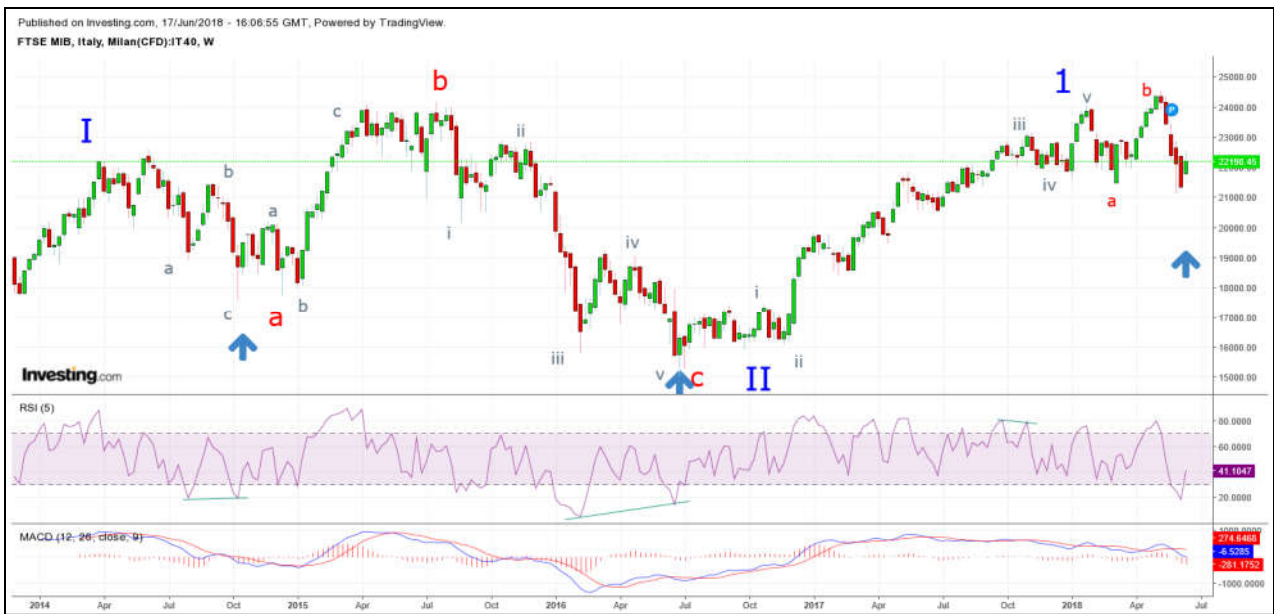 Published on Investing.com, 17/Jun/2018 - 16:06:55 GMT, Powered by TradingView.
FTSE MIB, Italy, Milan(CFD):IT40, W
25000.00
b
1
v
b
24000.00
c
P
I
iii
23000.00
ii
22190.45
22000.00
b
iv
a
21000.00
a
i
20000.00
iv
19000.00
a
i
18000.00
b
c
a
17000.00
iii
ii
16000.00
Investing.com
v
c
II
15000.00
RSI (5)
80.0000
60.0000
41.1047
20.0000
MACD (12, 26, close, 9)
1000.0000
274.6468
-6.5285
-281.1752
-1000.0000
2014
Apr
Jul
Oct
2015
Apr
Jul
Oct
2016
Apr
Jul
Oct
2017
Apr
Jul
Oct
2018
Apr
Jul